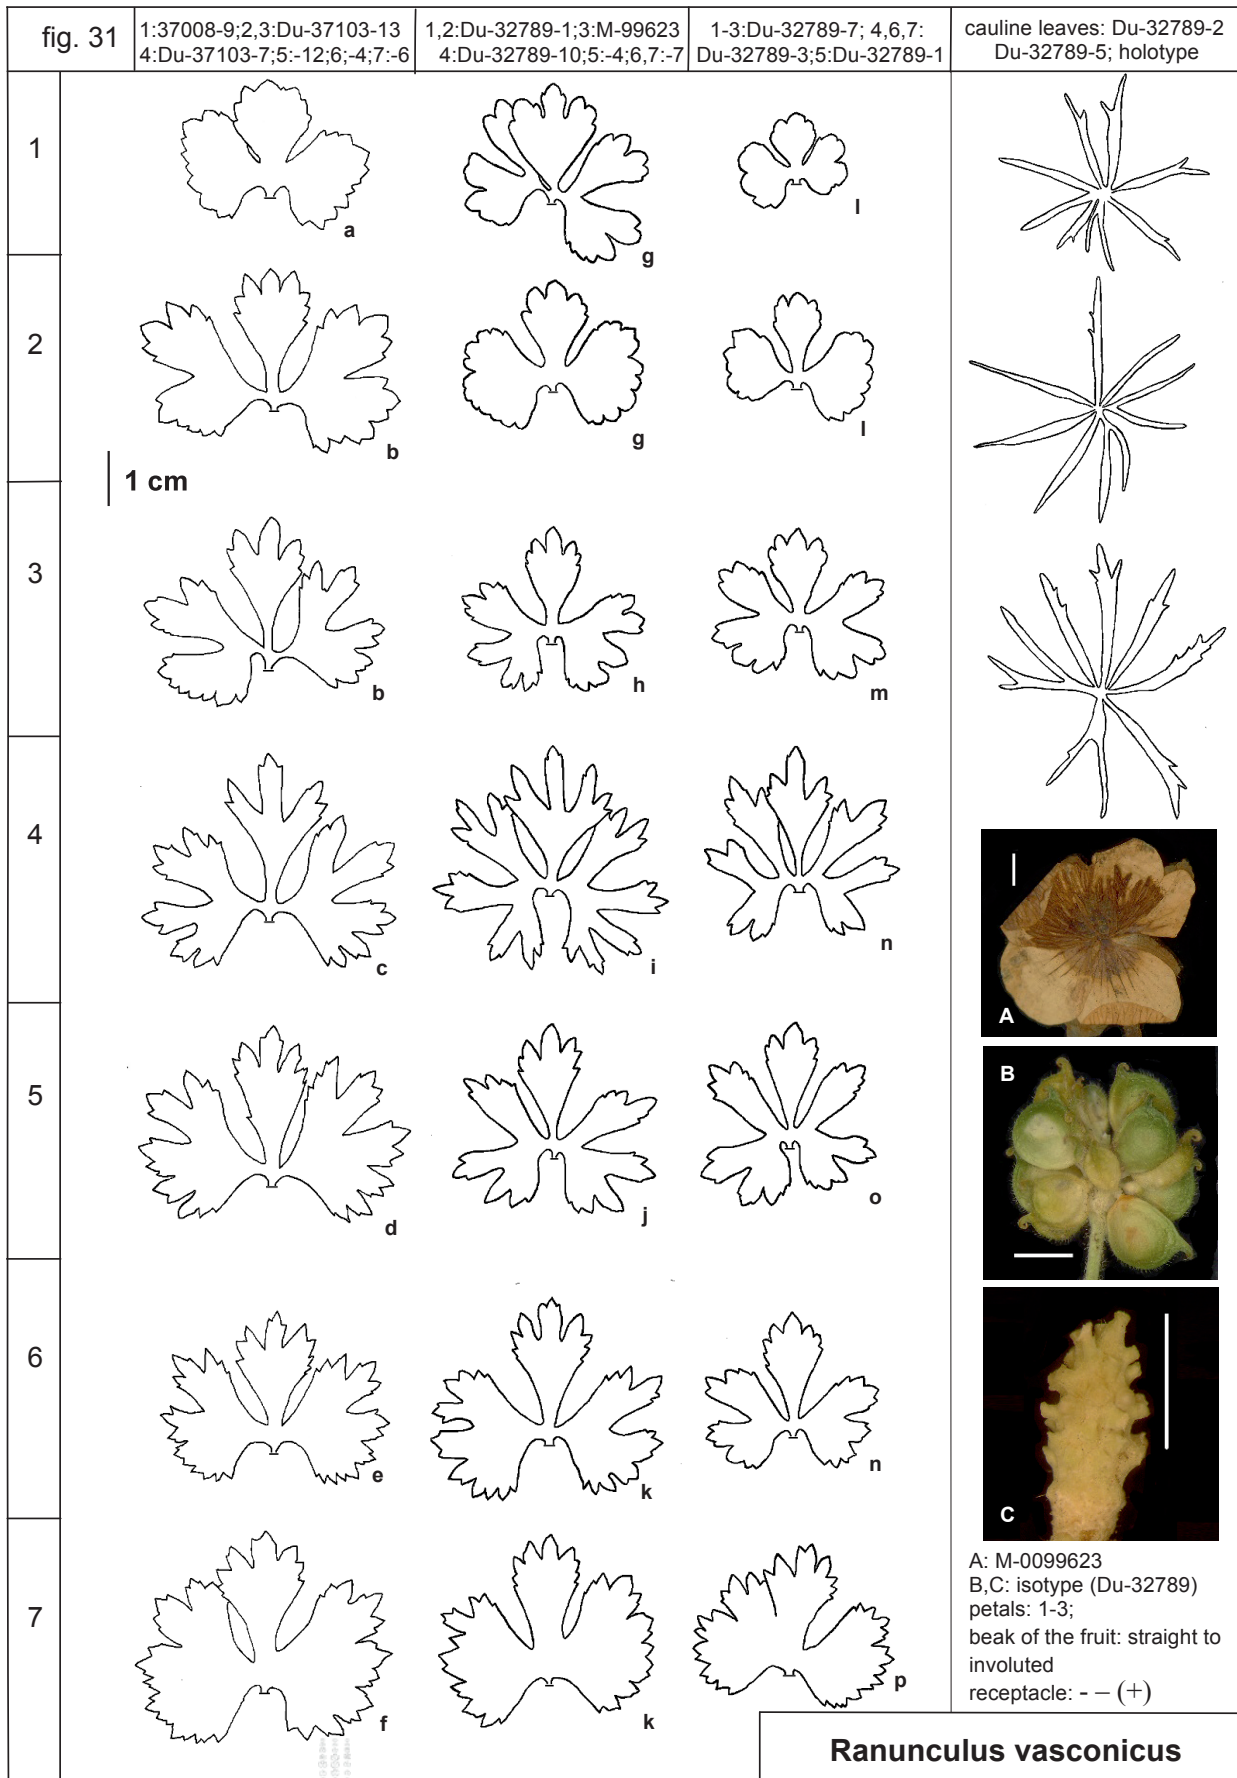 fig. 31
1:37008-9;2,3:Du-37103-13
4:Du-37103-7;5:-12;6;-4;7:-6
1,2:Du-32789-1;3:M-99623
4:Du-32789-10;5:-4;6,7:-7
1-3:Du-32789-7; 4,6,7:
Du-32789-3;5:Du-32789-1
cauline leaves: Du-32789-2
Du-32789-5; holotype
1
a
g
l
2
b
g
l
1 cm
3
b
h
m
4
c
i
n
5
d
j
o
6
e
k
n
7
f
k
p
A
B
C
A: M-0099623
B,C: isotype (Du-32789)
petals: 1-3;
beak of the fruit: straight to
involuted
receptacle: - – (+)
Ranunculus vasconicus